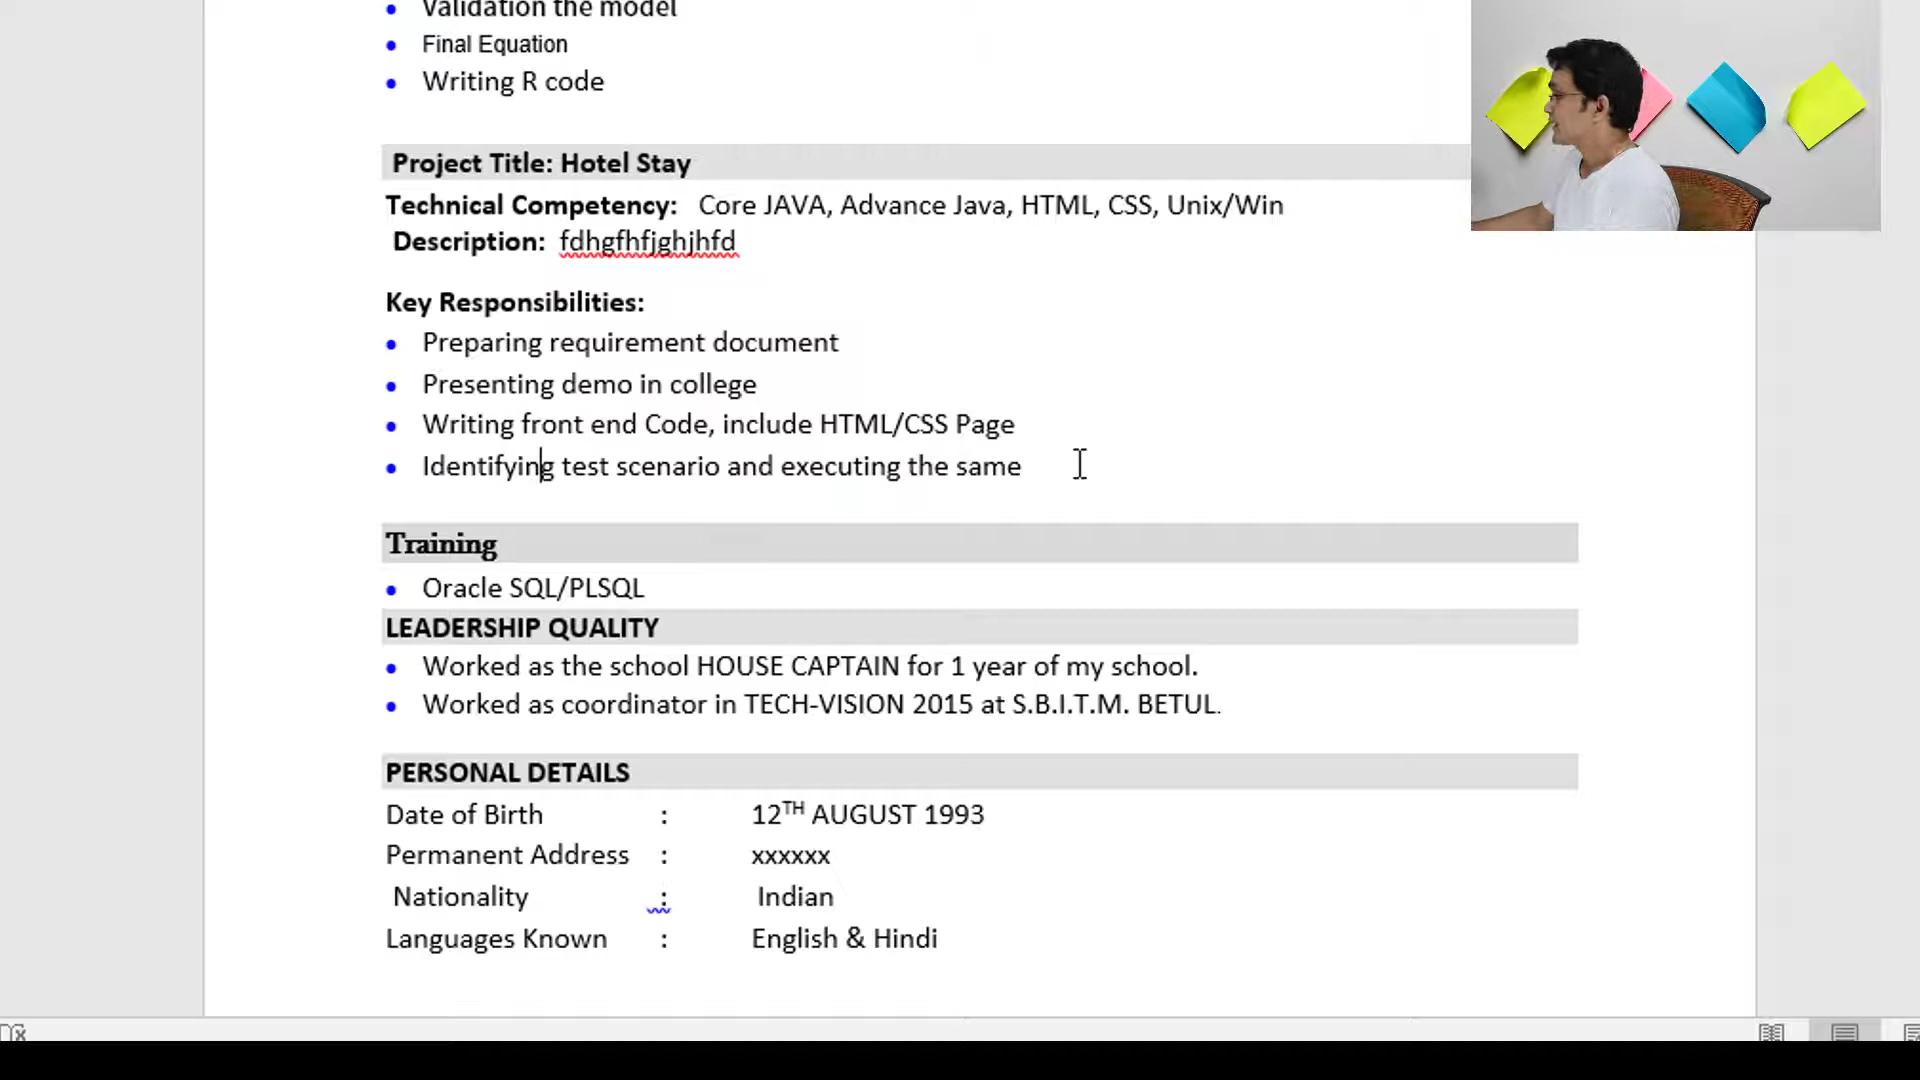 Validation the model
Final Equation
Writing R code
Project Title: Hotel Stay
Technical Competency: Core JAVA, Advance Java, HTML, CSS, Unix/Win
Description: fdhgfhfjghjhfd
Key Responsibilities:
Preparing requirement document
Presenting demo in college
Writing front end Code, include HTML/CSS Page
Identifying test scenario and executing the same
Training
Oracle SQL/PLSQL
LEADERSHIP QUALITY
Worked as the school HOUSE CAPTAIN for 1 year of my school.
Worked as coordinator in TECH-VISION 2015 at S.B.I.T.M. BETUL.
PERSONAL DETAILS
Date of Birth : 12TH AUGUST 1993
Permanent Address : xxxxxx
Nationality : Indian
Languages Known : English & Hindi